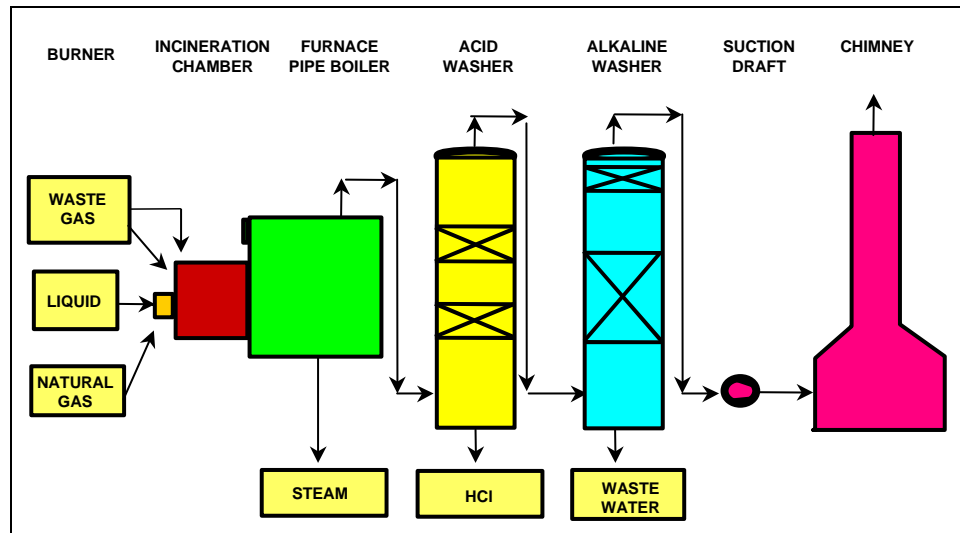 BURNER
INCINERATION
CHAMBER
FURNACE
PIPE BOILER
ACID
WASHER
ALKALINE
WASHER
SUCTION
DRAFT
CHIMNEY
WASTE
GAS
LIQUID
NATURAL
GAS
STEAM
HCl
WASTE
WATER